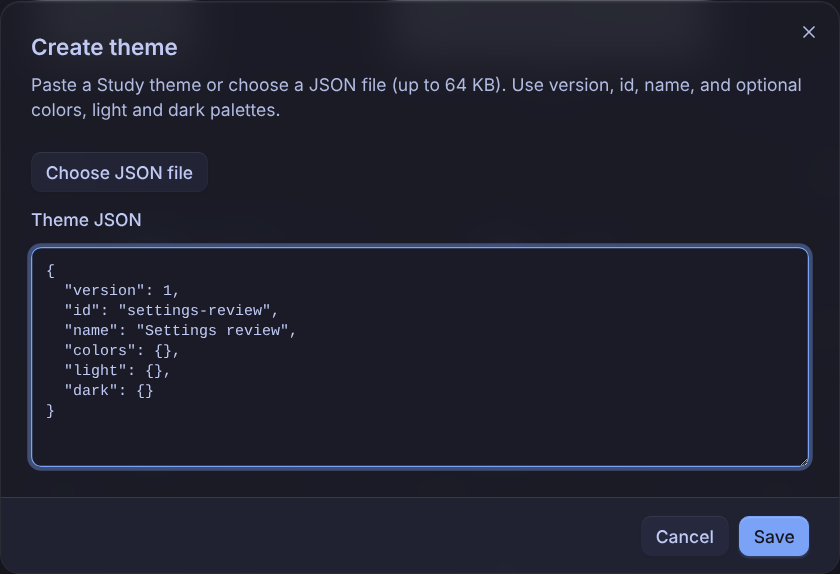 Create theme
Paste a Study theme or choose a JSON file (up to 64 KB). Use version, id, name, and optional
colors, light and dark palettes.
Choose JSON file
Theme JSON
{
  "version": 1,
  "id": "settings-review",
  "name": "Settings review",
  "colors": {},
  "light": {},
  "dark": {}
}
Cancel
Save